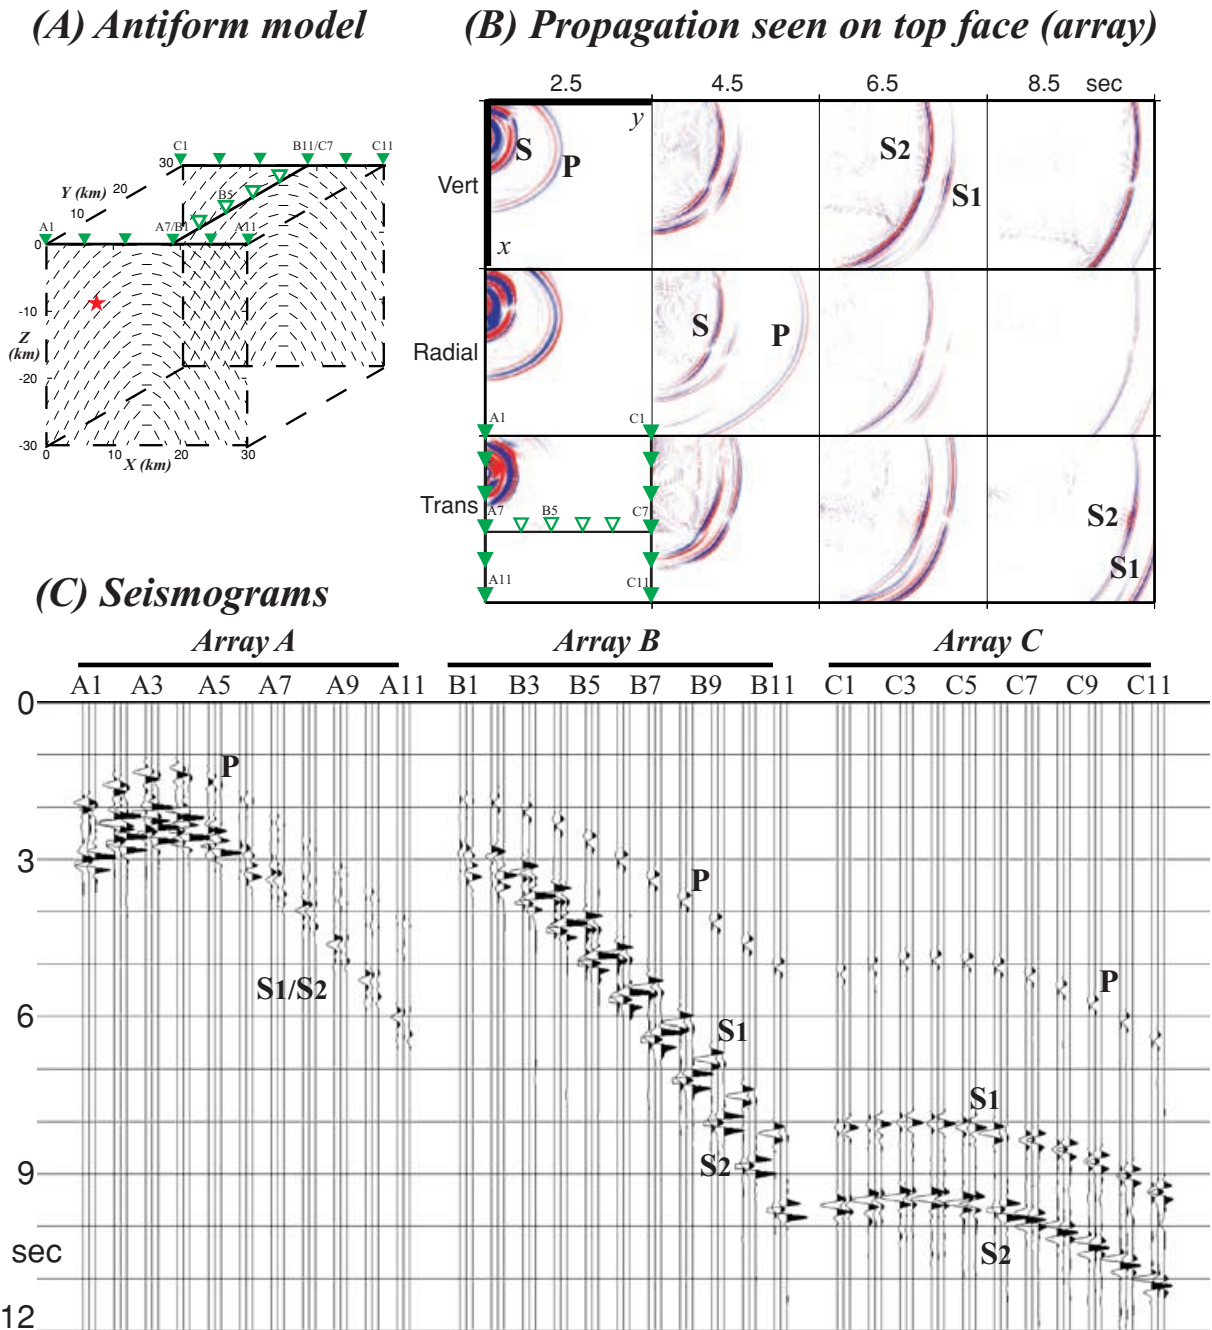 (A) Antiform model
(B) Propagation seen on top face (array)
2.5 4.5 6.5 8.5 sec
C1 B11/C7 C11
30
Y (km) 20
10
B5
A1 A7/B1 A11
0
-10
Z
(km)
-20
-30
0 10 20 30
X (km)
Vert
S P y
x
S2
S1
Radial
S P
A1 C1
Trans
A7 B5 C7
A11 C11
S2
S1
(C) Seismograms
Array A Array B Array C
A1 A3 A5 A7 A9 A11 B1 B3 B5 B7 B9 B11 C1 C3 C5 C7 C9 C11
0
P
3
P
P
S1/S2
6
S1
S1
S2
9
S2
sec
12